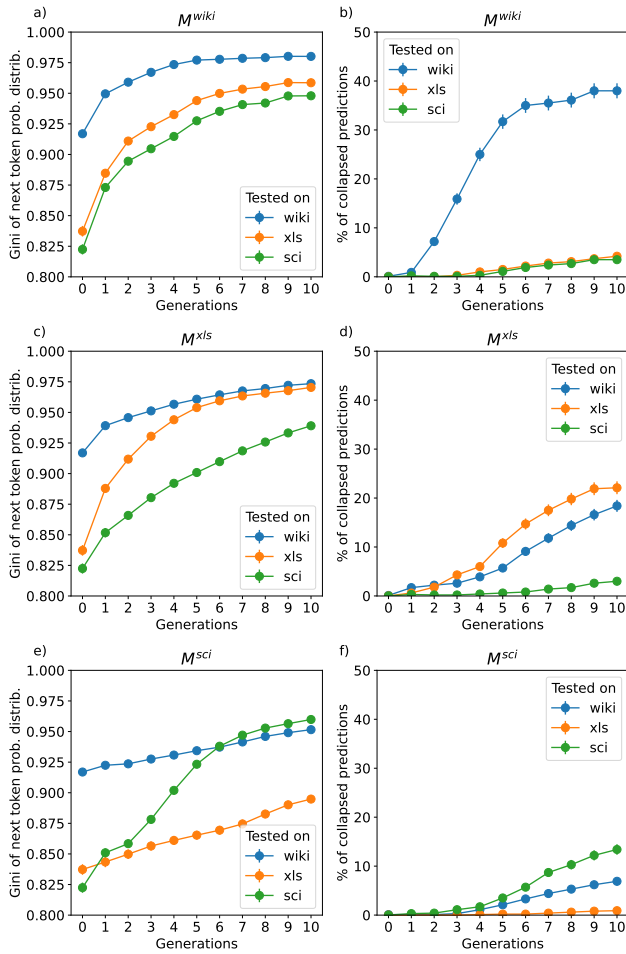 a)
M^wiki
Gini of next token prob. distrib.
1.000
0.975
0.950
0.925
0.900
0.875
0.850
0.825
0.800
Tested on
wiki
xls
sci
0 1 2 3 4 5 6 7 8 9 10
Generations
b)
M^wiki
% of collapsed predictions
50
40
30
20
10
0
Tested on
wiki
xls
sci
0 1 2 3 4 5 6 7 8 9 10
Generations
c)
M^xls
Gini of next token prob. distrib.
1.000
0.975
0.950
0.925
0.900
0.875
0.850
0.825
0.800
Tested on
wiki
xls
sci
0 1 2 3 4 5 6 7 8 9 10
Generations
d)
M^xls
% of collapsed predictions
50
40
30
20
10
0
Tested on
wiki
xls
sci
0 1 2 3 4 5 6 7 8 9 10
Generations
e)
M^sci
Gini of next token prob. distrib.
1.000
0.975
0.950
0.925
0.900
0.875
0.850
0.825
0.800
Tested on
wiki
xls
sci
0 1 2 3 4 5 6 7 8 9 10
Generations
f)
M^sci
% of collapsed predictions
50
40
30
20
10
0
Tested on
wiki
xls
sci
0 1 2 3 4 5 6 7 8 9 10
Generations